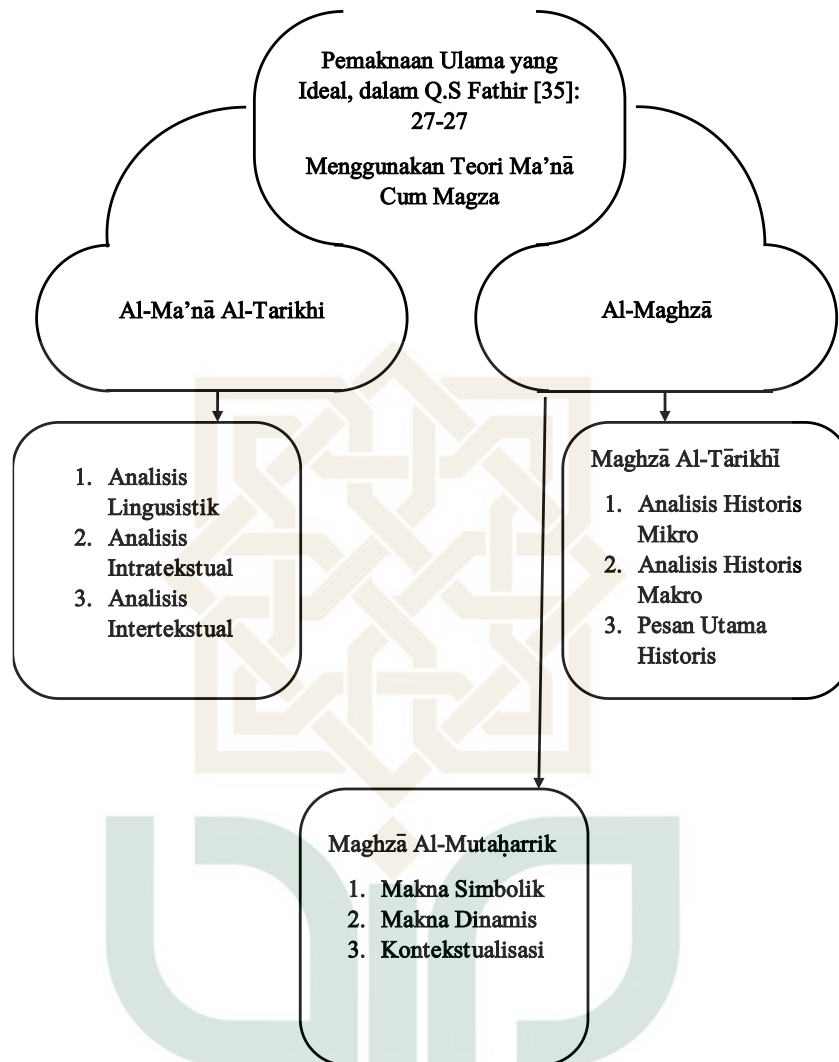 Pemaknaan Ulama yang
Ideal, dalam Q.S Fathir [35]:
27-27
Menggunakan Teori Ma’nā
Cum Magza
Al-Ma’nā Al-Tarikhi
Al-Maghzā
1. Analisis
Lingusistik
2. Analisis
Intratekstual
3. Analisis
Intertekstual
Maghzā Al-Tārikhī
1. Analisis Historis
Mikro
2. Analisis Historis
Makro
3. Pesan Utama
Historis
Maghzā Al-Mutaḥarrik
1. Makna Simbolik
2. Makna Dinamis
3. Kontekstualisasi